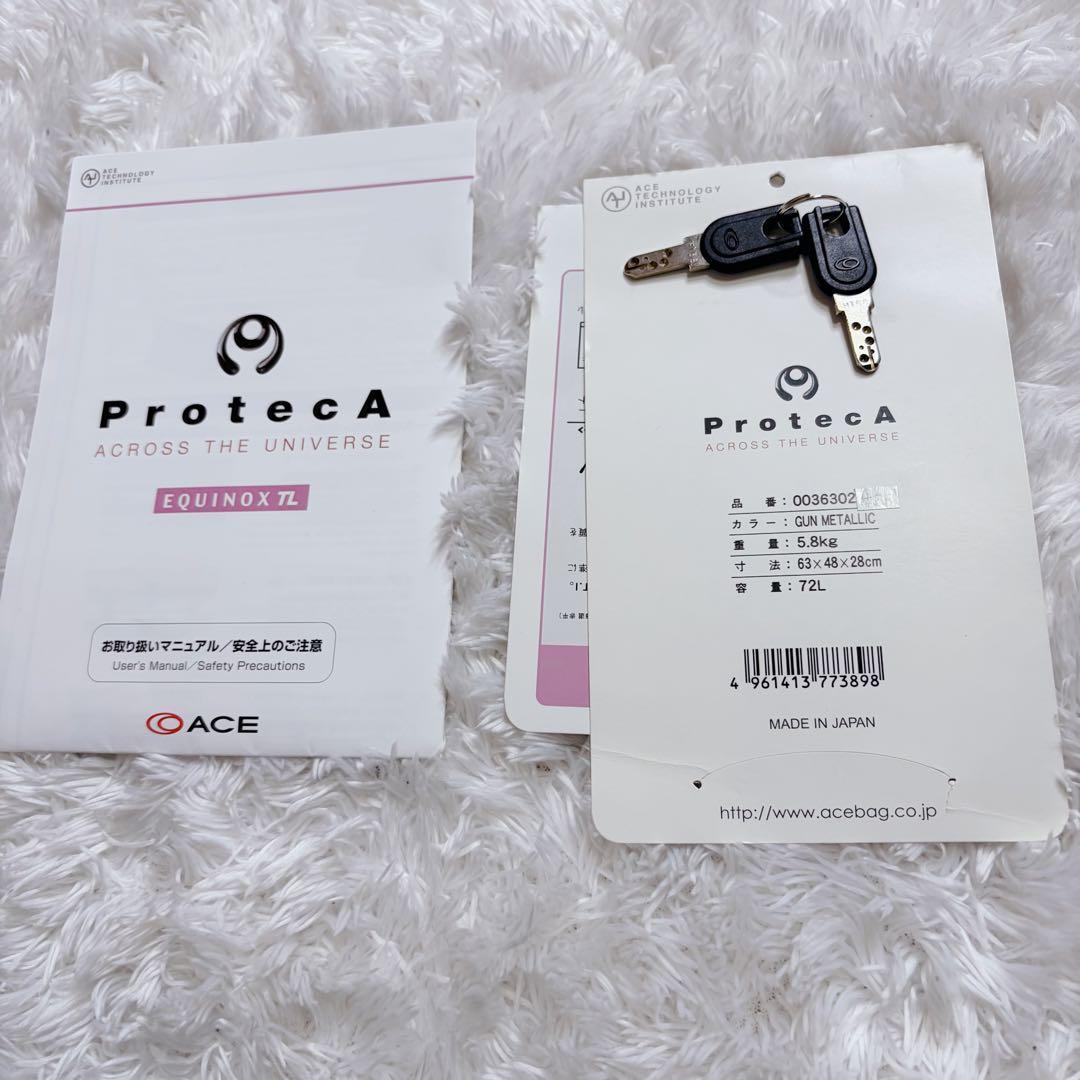 ACE
TECHNOLOGY
INSTITUTE
ProtecA
ACROSS THE UNIVERSE
EQUINOX TL
お取り扱いマニュアル／安全上のご注意
User's Manual／Safety Precautions
ACE
ACE
TECHNOLOGY
INSTITUTE
ProtecA
ACROSS THE UNIVERSE
品 番：0036302
カラー：GUN METALLIC
重 量：5.8kg
寸 法：63×48×28cm
容 量：72L
4 961413 773898
MADE IN JAPAN
http://www.acebag.co.jp